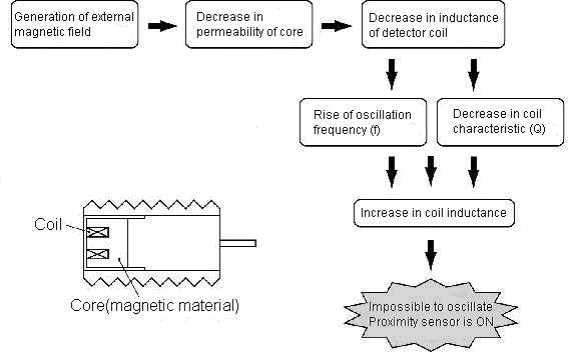 Generation of external
magnetic field
Decrease in
permeability of core
Decrease in inductance
of detector coil
Rise of oscillation
frequency (f)
Decrease in coil
characteristic (Q)
Increase in coil inductance
Impossible to oscillate
Proximity sensor is ON
Coil
Core(magnetic material)